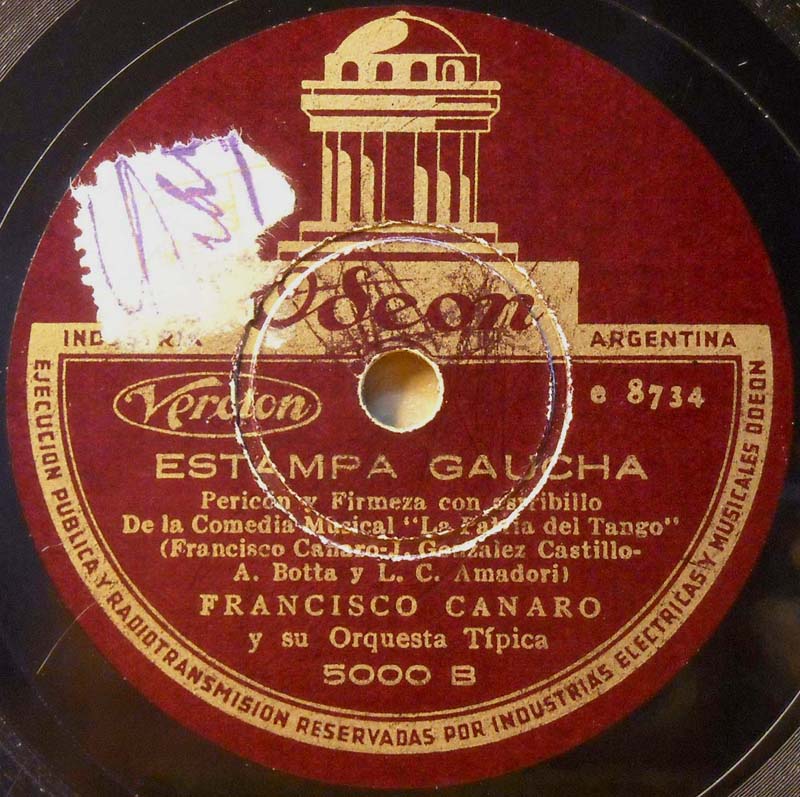 Odeon
INDUSTRIA ARGENTINA
Veroton
e 8734
ESTAMPA GAUCHA
Pericón y Firmeza con estribillo
De la Comedia Musical "La Patria del Tango"
(Francisco Canaro-J. González Castillo-
A. Botta y L. C. Amadori)
FRANCISCO CANARO
y su Orquesta Típica
5000 B
EJECUCION PUBLICA Y RADIOTRANSMISION RESERVADAS POR INDUSTRIAS ELECTRICAS Y MUSICALES ODEON